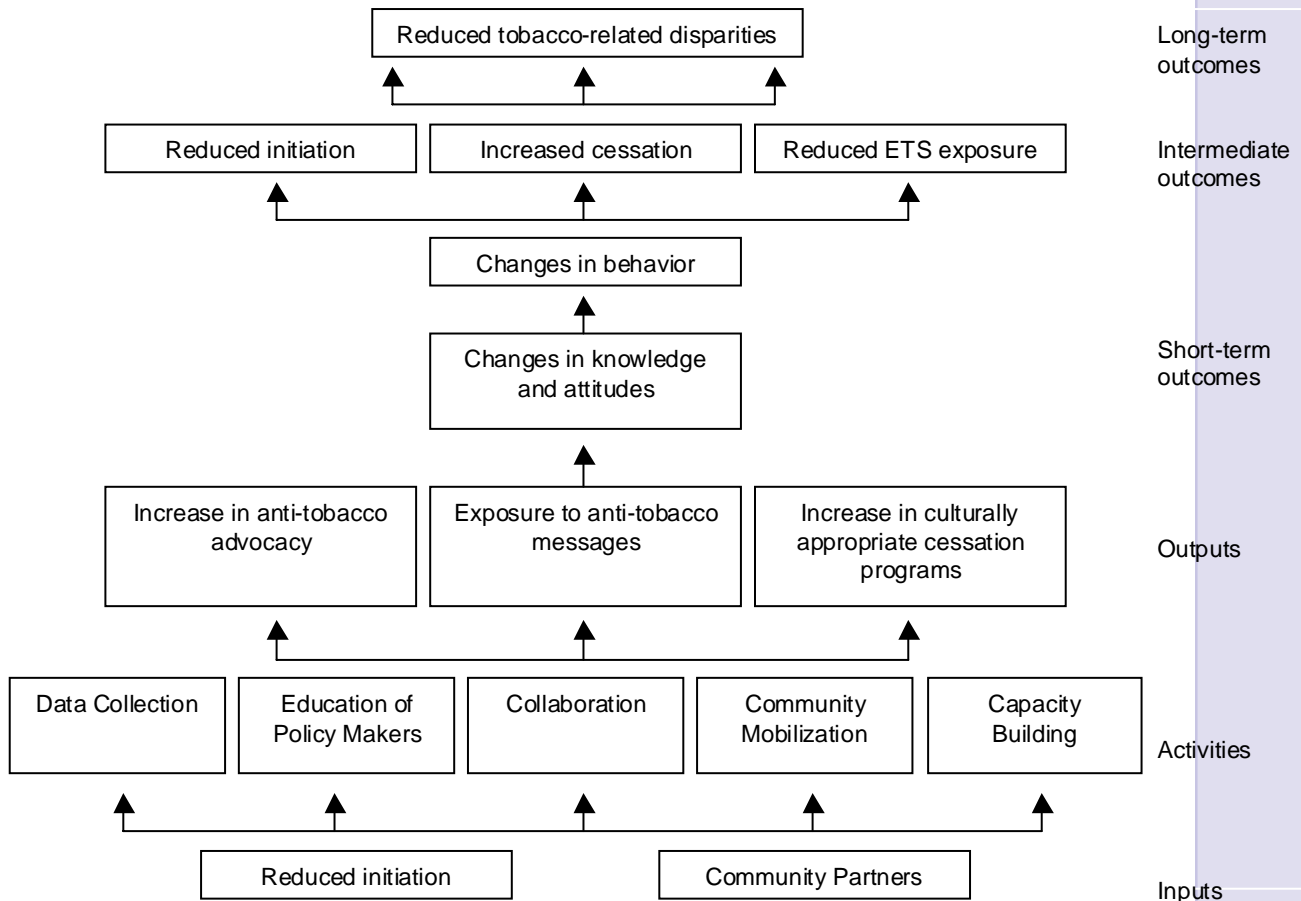 Reduced tobacco-related disparities
Long-term
outcomes
Reduced initiation
Increased cessation
Reduced ETS exposure
Intermediate
outcomes
Changes in behavior
Changes in knowledge
and attitudes
Short-term
outcomes
Increase in anti-tobacco
advocacy
Exposure to anti-tobacco
messages
Increase in culturally
appropriate cessation
programs
Outputs
Data Collection
Education of
Policy Makers
Collaboration
Community
Mobilization
Capacity
Building
Activities
Reduced initiation
Community Partners
Inputs